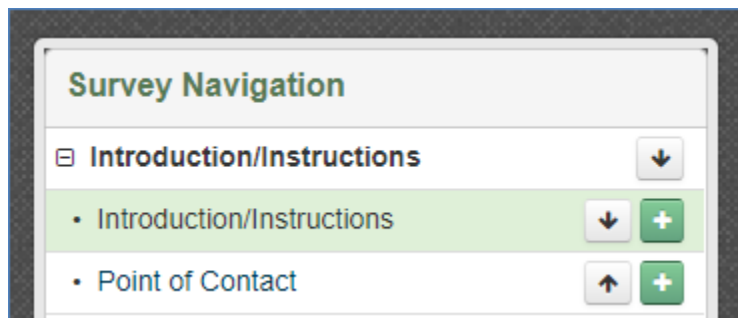 Survey Navigation
Introduction/Instructions
Introduction/Instructions
Point of Contact